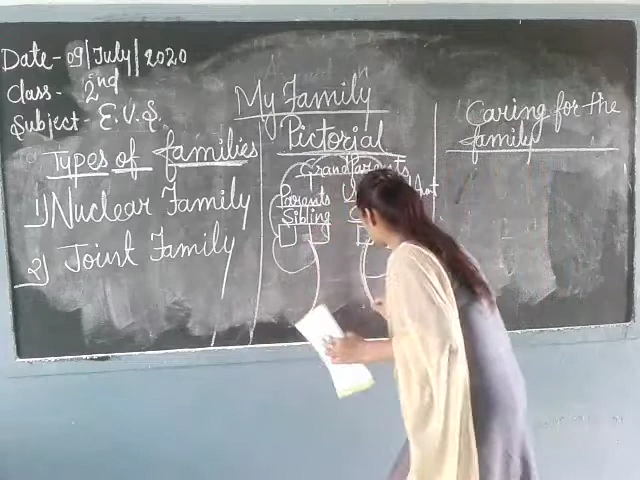 Date- 09/July/2020
Class- 2nd
Subject- E.V.S.
My Family
Types of families
1) Nuclear Family
2) Joint Family
Pictorial
Grandparents
Parents
Sibling
Caring for the
family